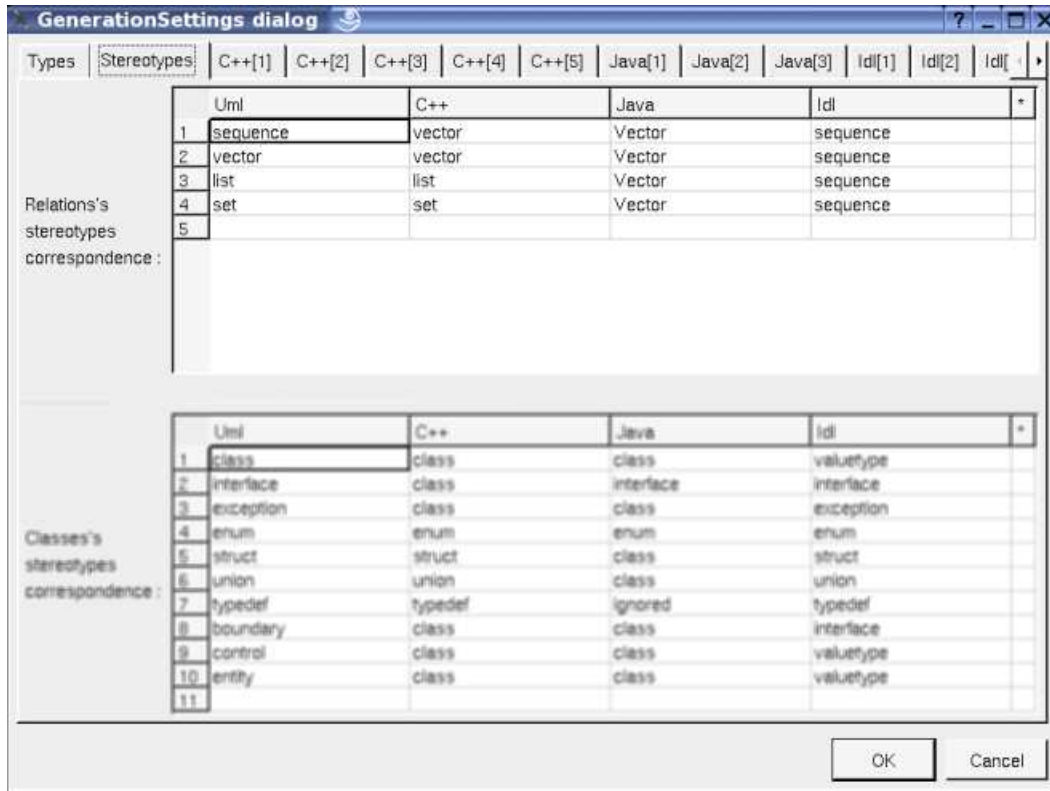 GenerationSettings dialog
Types Stereotypes C++[1] C++[2] C++[3] C++[4] C++[5] Java[1] Java[2] Java[3] Idl[1] Idl[2] Idl[
Uml C++ Java Idl *
1 sequence vector Vector sequence
2 vector vector Vector sequence
3 list list Vector sequence
4 set set Vector sequence
5
Relations's
stereotypes
correspondence :
Uml C++ Java Idl *
1 class class class valuetype
2 interface class interface interface
3 exception class class exception
4 enum enum enum enum
5 struct struct class struct
6 union union class union
7 typedef typedef ignored typedef
8 boundary class class interface
9 control class class valuetype
10 entity class class valuetype
11
Classes's
stereotypes
correspondence :
OK Cancel